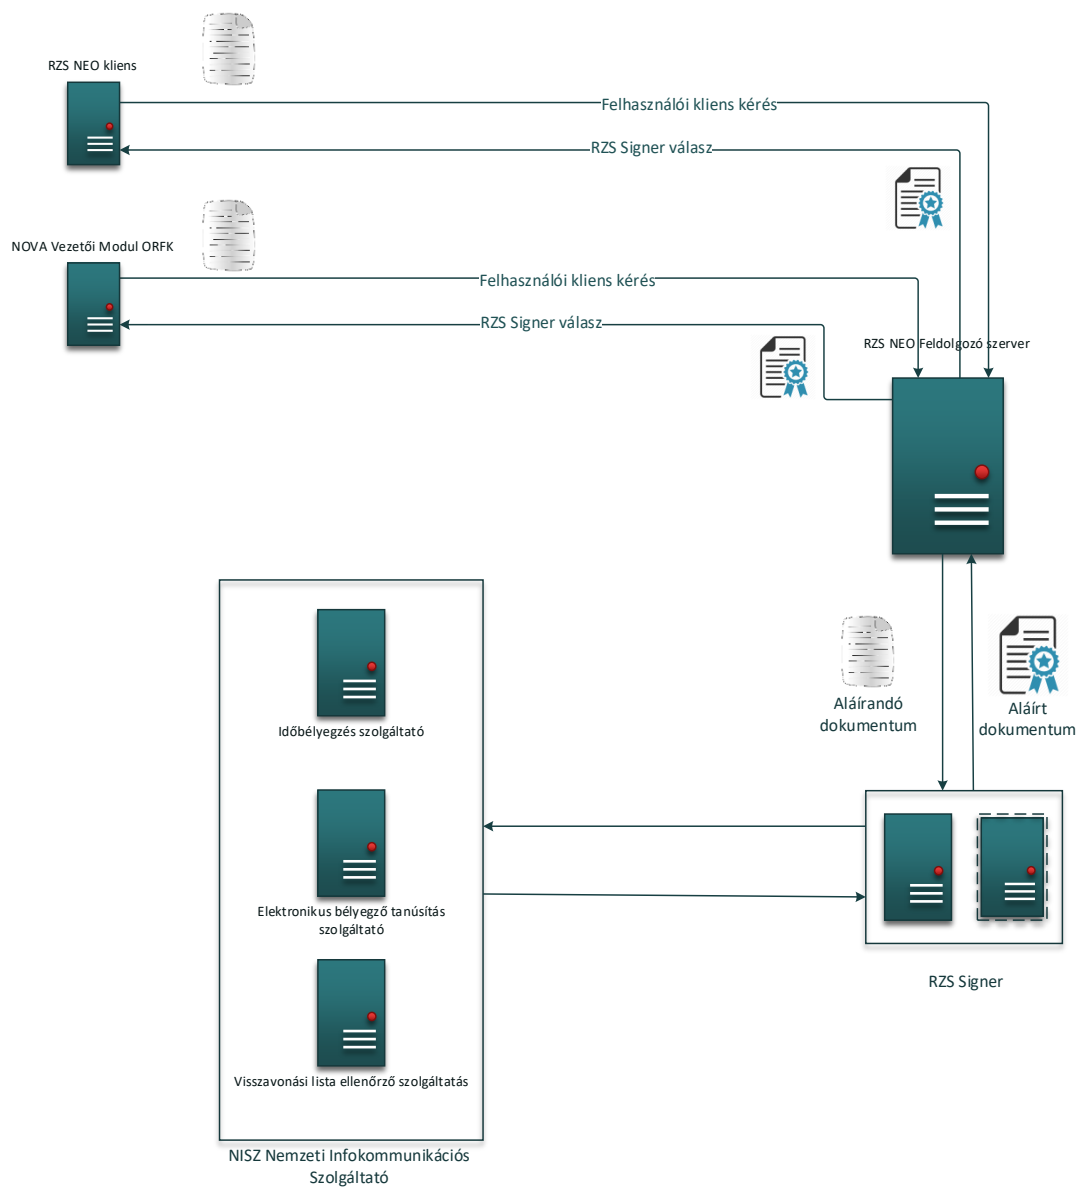 RZS NEO kliens
Felhasználói kliens kérés
RZS Signer válasz
NOVA Vezetői Modul ORFK
Felhasználói kliens kérés
RZS Signer válasz
RZS NEO Feldolgozó szerver
Aláírandó
dokumentum
Aláírt
dokumentum
Időbélyegzés szolgáltató
Elektronikus bélyegző tanúsítás
szolgáltató
Visszavonási lista ellenőrző szolgáltatás
RZS Signer
NISZ Nemzeti Infokommunikációs
Szolgáltató